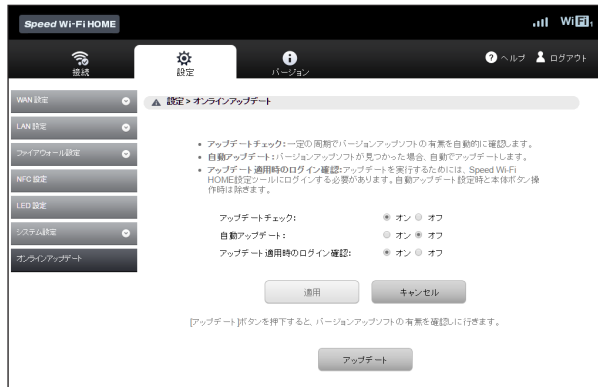 Speed Wi-Fi HOME
WiFi 1
接続
設定
バージョン
ヘルプ ログアウト
WAN 設定
設定 > オンラインアップデート
LAN 設定
ファイアウォール設定
NFC 設定
LED 設定
システム設定
オンラインアップデート
• アップデートチェック:一定の周期でバージョンアップソフトの有無を自動的に確認します。
• 自動アップデート:バージョンアップソフトが見つかった場合、自動でアップデートします。
• アップデート適用時のログイン確認:アップデートを実行するためには、Speed Wi-Fi
HOME設定ツールにログインする必要があります。自動アップデート設定時と本体ボタン操
作時は除きます。
アップデートチェック: オン オフ
自動アップデート: オン オフ
アップデート適用時のログイン確認: オン オフ
適用 キャンセル
[アップデート]ボタンを押下すると、バージョンアップソフトの有無を確認しに行きます。
アップデート